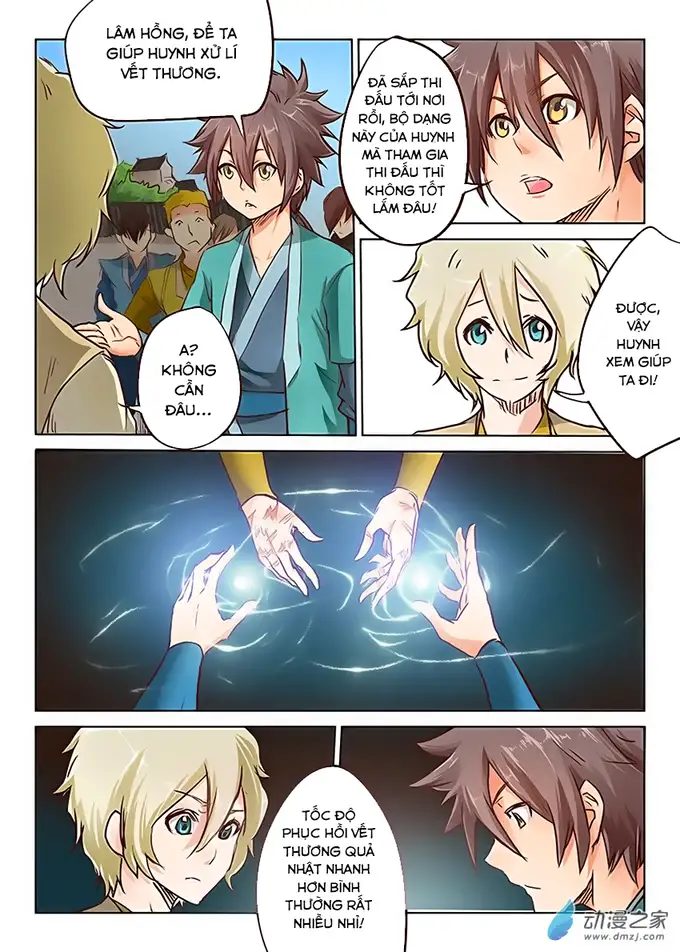 LÂM HỒNG, ĐỂ TA
GIÚP HUYNH XỬ LÍ
VẾT THƯƠNG.
ĐÃ SẮP THI
ĐẤU TỚI NƠI
RỒI, BỘ DẠNG
NÀY CỦA HUYNH
MÀ THAM GIA
THI ĐẤU THÌ
KHÔNG TỐT
LẮM ĐÂU!
A?
KHÔNG
CẦN
ĐÂU...
ĐƯỢC,
VẬY
HUYNH
XEM GIÚP
TA ĐI!
TỐC ĐỘ
PHỤC HỒI VẾT
THƯƠNG QUẢ
NHẬT NHANH
HƠN BÌNH
THƯỜNG RẤT
NHIỀU NHỈ!
动漫之家
www.dmzj.com